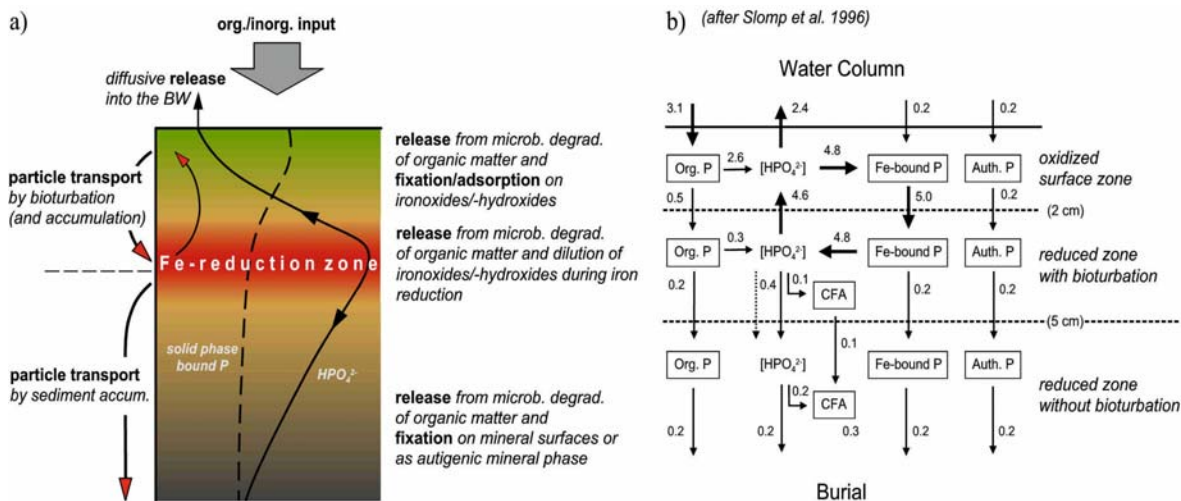 a)
org./inorg. input
diffusive release
into the BW
particle transport
by bioturbation
(and accumulation)
particle transport
by sediment accum.
Fe-reduction zone
solid phase
bound P
HPO₄²⁻
release from microb. degrad.
of organic matter and
fixation/adsorption on
ironoxides/-hydroxides
release from microb. degrad.
of organic matter and dilution of
ironoxides/-hydroxides during iron
reduction
release from microb. degrad.
of organic matter and
fixation on mineral surfaces or
as autigenic mineral phase
b) (after Slomp et al. 1996)
Water Column
3.1 2.4 0.2 0.2
Org. P 2.6 [HPO₄²⁻] 4.8 Fe-bound P Auth. P
oxidized
surface zone
0.5 4.6 5.0 0.2
(2 cm)
Org. P 0.3 [HPO₄²⁻] 4.8 Fe-bound P Auth. P
reduced zone
with bioturbation
0.2 0.4 0.1 CFA 0.2 0.2
(5 cm)
0.1
Org. P [HPO₄²⁻] Fe-bound P Auth. P
0.2 CFA
reduced zone
without bioturbation
0.2 0.2 0.3 0.2 0.2
Burial